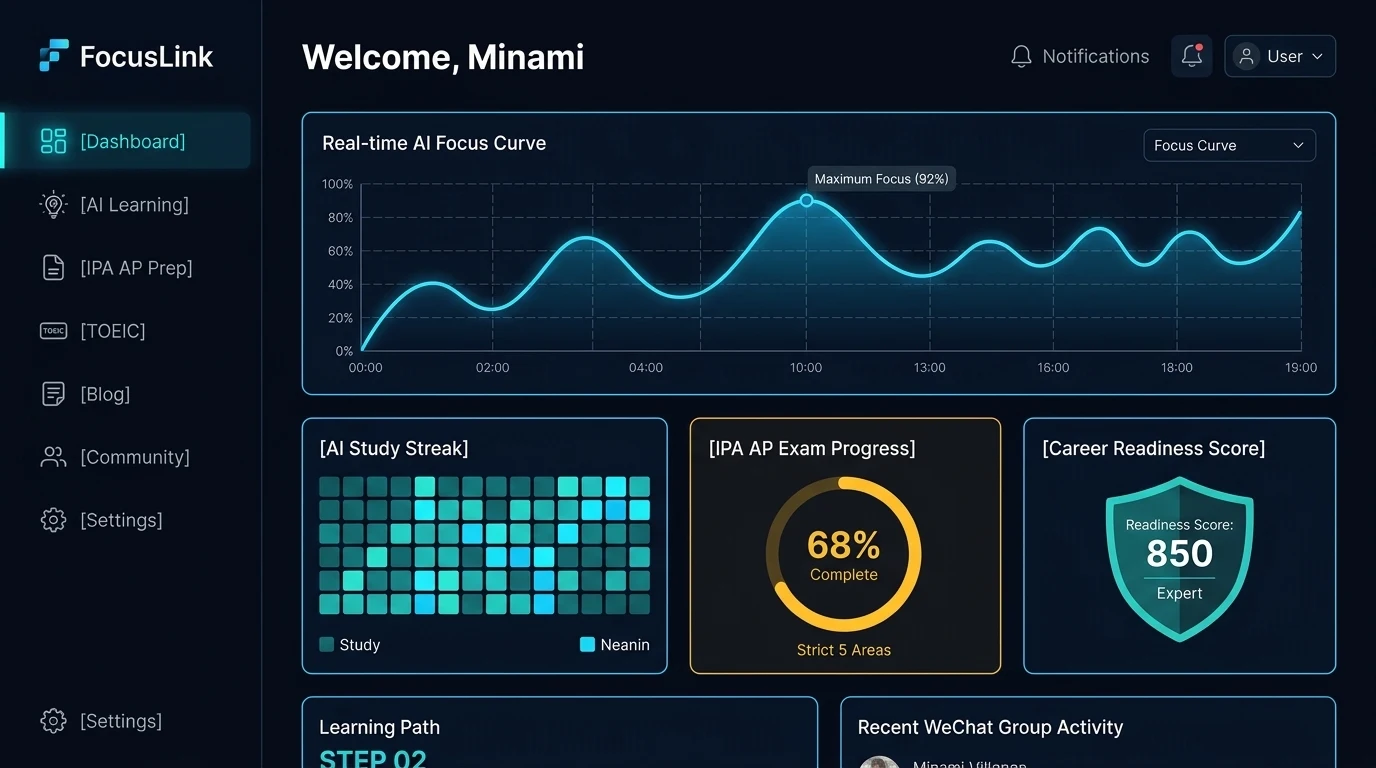 FocusLink
[Dashboard]
[AI Learning]
[IPA AP Prep]
TOEIC
[TOEIC]
[Blog]
[Community]
[Settings]
[Settings]
Welcome, Minami
Notifications
User
Real-time AI Focus Curve
Focus Curve
Maximum Focus (92%)
100%
80%
60%
40%
20%
0%
00:00 02:00 04:00 10:00 13:00 16:00 18:00 19:00
[AI Study Streak]
Study Neanin
[IPA AP Exam Progress]
68%
Complete
Strict 5 Areas
[Career Readiness Score]
Readiness Score:
850
Expert
Learning Path
STEP 02
Recent WeChat Group Activity
Minami